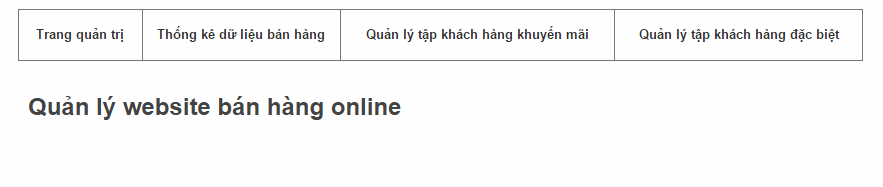 Trang quản trị Thống kê dữ liệu bán hàng Quản lý tập khách hàng khuyến mãi Quản lý tập khách hàng đặc biệt
Quản lý website bán hàng online